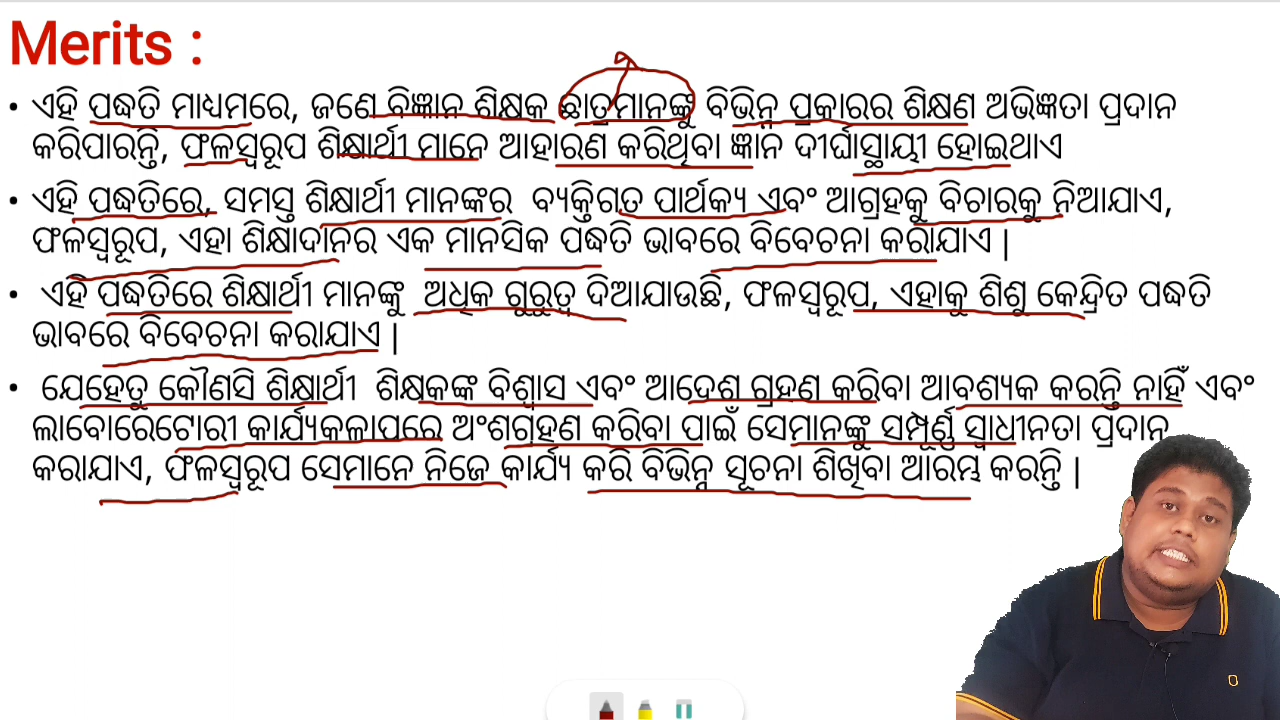 Merits :
• ଏହି ପଦ୍ଧତି ମାଧ୍ୟମରେ, ଜଣେ ବିଜ୍ଞାନ ଶିକ୍ଷକ ଛାତ୍ରମାନଙ୍କୁ ବିଭିନ୍ନ ପ୍ରକାରର ଶିକ୍ଷଣ ଅଭିଜ୍ଞତା ପ୍ରଦାନ
କରିପାରନ୍ତି, ଫଳସ୍ୱରୂପ ଶିକ୍ଷାର୍ଥୀ ମାନେ ଆହାରଣ କରିଥିବା ଜ୍ଞାନ ଦୀର୍ଘାସ୍ଥାୟୀ ହୋଇଥାଏ
• ଏହି ପଦ୍ଧତିରେ, ସମସ୍ତ ଶିକ୍ଷାର୍ଥୀ ମାନଙ୍କର ବ୍ୟକ୍ତିଗତ ପାର୍ଥକ୍ୟ ଏବଂ ଆଗ୍ରହକୁ ବିଚାରକୁ ନିଆଯାଏ,
ଫଳସ୍ୱରୂପ, ଏହା ଶିକ୍ଷାଦାନର ଏକ ମାନସିକ ପଦ୍ଧତି ଭାବରେ ବିବେଚନା କରାଯାଏ |
• ଏହି ପଦ୍ଧତିରେ ଶିକ୍ଷାର୍ଥୀ ମାନଙ୍କୁ ଅଧିକ ଗୁରୁତ୍ୱ ଦିଆଯାଉଛି, ଫଳସ୍ୱରୂପ, ଏହାକୁ ଶିଶୁ କେନ୍ଦ୍ରିତ ପଦ୍ଧତି
ଭାବରେ ବିବେଚନା କରାଯାଏ |
• ଯେହେତୁ କୌଣସି ଶିକ୍ଷାର୍ଥୀ ଶିକ୍ଷକଙ୍କ ବିଶ୍ୱାସ ଏବଂ ଆଦେଶ ଗ୍ରହଣ କରିବା ଆବଶ୍ୟକ କରନ୍ତି ନାହିଁ ଏବଂ
ଲାବୋରେଟୋରୀ କାର୍ଯ୍ୟକଳାପରେ ଅଂଶଗ୍ରହଣ କରିବା ପାଇଁ ସେମାନଙ୍କୁ ସମ୍ପୂର୍ଣ୍ଣ ସ୍ୱାଧୀନତା ପ୍ରଦାନ
କରାଯାଏ, ଫଳସ୍ୱରୂପ ସେମାନେ ନିଜେ କାର୍ଯ୍ୟ କରି ବିଭିନ୍ନ ସୂଚନା ଶିଖିବା ଆରମ୍ଭ କରନ୍ତି |